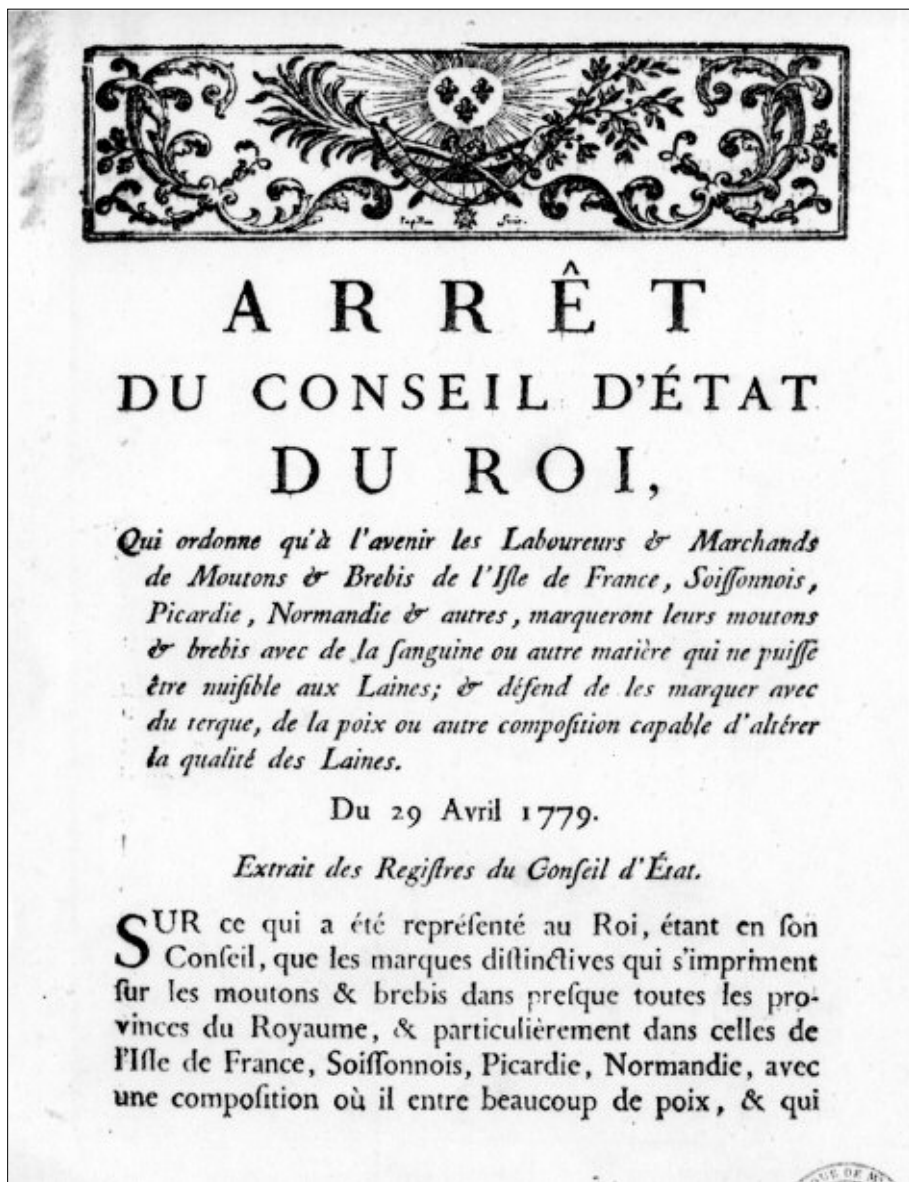 ARRÊT
DU CONSEIL D'ÉTAT
DU ROI,
Qui ordonne qu'à l'avenir les Laboureurs & Marchands
de Moutons & Brebis de l'Iſle de France, Soiſſonnois,
Picardie, Normandie & autres, marqueront leurs moutons
& brebis avec de la ſanguine ou autre matière qui ne puiſſe
être nuiſible aux Laines; & défend de les marquer avec
du terque, de la poix ou autre compoſition capable d'altérer
la qualité des Laines.
Du 29 Avril 1779.
Extrait des Regiſtres du Conſeil d'État.
SUR ce qui a été repréſenté au Roi, étant en ſon
Conſeil, que les marques diſtinctives qui s'impriment
ſur les moutons & brebis dans preſque toutes les pro-
vinces du Royaume, & particulièrement dans celles de
l'Iſle de France, Soiſſonnois, Picardie, Normandie, avec
une compoſition où il entre beaucoup de poix, & qui